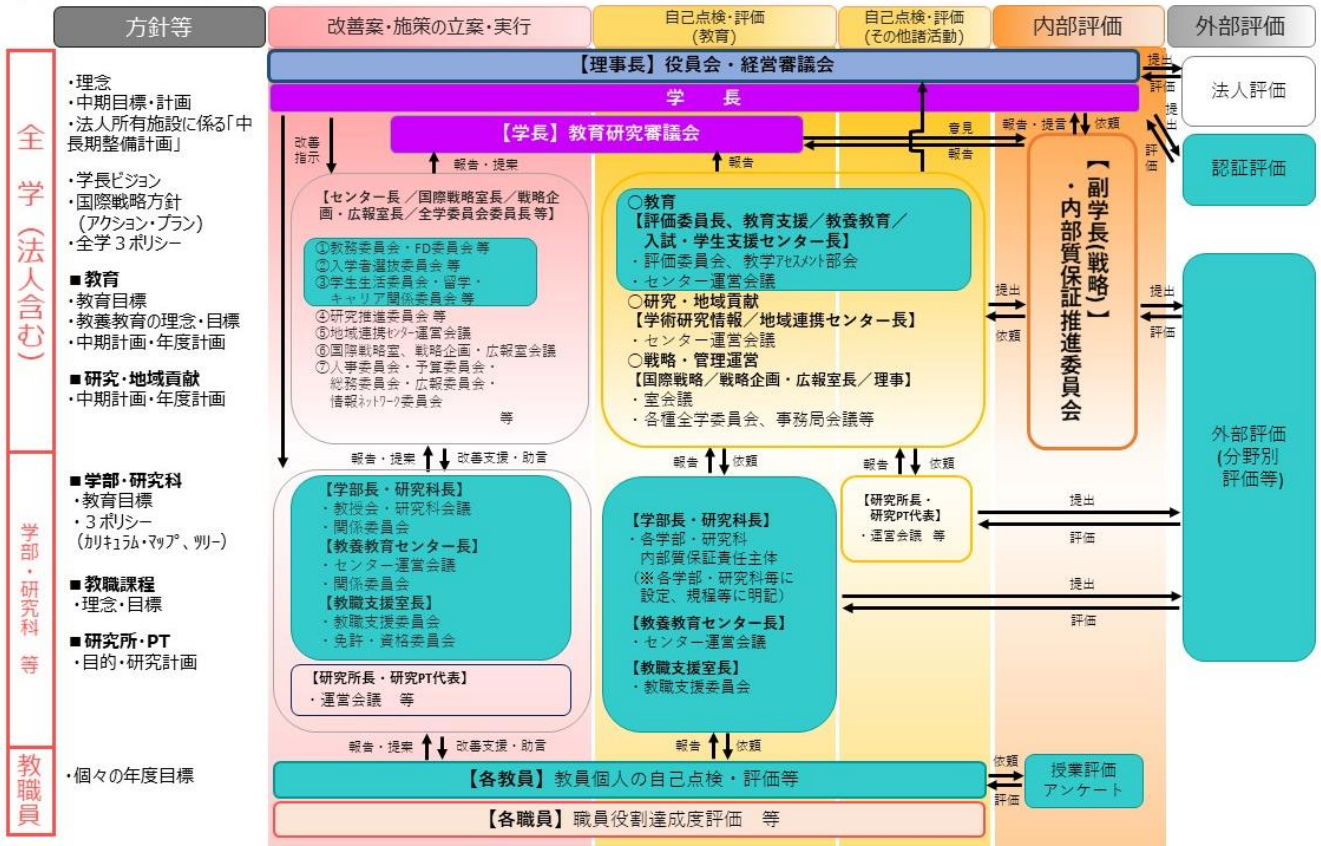 方針等
改善案・施策の立案・実行
自己点検・評価
(教育)
自己点検・評価
(その他諸活動)
内部評価
外部評価
全学(法人含む)
・理念
・中期目標・計画
・法人所有施設に係る「中
長期整備計画」
・学長ビジョン
・国際戦略方針
(アクション・プラン)
・全学3ポリシー
■教育
・教育目標
・教養教育の理念・目標
・中期計画・年度計画
■研究・地域貢献
・中期計画・年度計画
【理事長】役員会・経営審議会
学 長
【学長】教育研究審議会
改善
指示
報告・提案
報告
意見
報告
報告・提言
依頼
提出
評価
法人評価
提出
評価
認証評価
【センター長 ／国際戦略室長／戦略企
画・広報室長／全学委員会委員長 等】
①教務委員会・FD委員会 等
②入学者選抜委員会 等
③学生生活委員会・留学・
キャリア関係委員会 等
④研究推進委員会 等
⑤地域連携センター運営会議
⑥国際戦略室、戦略企画・広報室会議
⑦人事委員会・予算委員会・
総務委員会・広報委員会・
情報ネットワーク委員会
等
○教育
【評価委員長、教育支援／教養教育／
入試・学生支援センター長】
・評価委員会、教学アセスメント部会
・センター運営会議
○研究・地域貢献
【学術研究情報／地域連携センター長】
・センター運営会議
○戦略・管理運営
【国際戦略／戦略企画・広報室長／理事】
・室会議
・各種全学委員会、事務局会議等
提出
依頼
【副学長(戦略)】
・内部質保証推進委員会
提出
評価
外部評価
(分野別
評価等)
報告・提案
改善支援・助言
報告
依頼
報告
依頼
学部・研究科 等
■学部・研究科
・教育目標
・3ポリシー
(カリキュラム・マップ、ツリー)
■教職課程
・理念・目標
■研究所・PT
・目的・研究計画
【学部長・研究科長】
・教授会・研究科会議
・関係委員会
【教養教育センター長】
・センター運営会議
・関係委員会
【教職支援室長】
・教職支援委員会
・免許・資格委員会
【研究所長・研究PT代表】
・運営会議 等
【学部長・研究科長】
・各学部・研究科
内部質保証責任主体
(※各学部・研究科毎に
設定、規程等に明記)
【教養教育センター長】
・センター運営会議
【教職支援室長】
・教職支援委員会
【研究所長・
研究PT代表】
・運営会議 等
提出
評価
提出
評価
報告・提案
改善支援・助言
報告
依頼
教職員
・個々の年度目標
【各教員】教員個人の自己点検・評価等
依頼
評価
授業評価
アンケート
【各職員】職員役割達成度評価 等